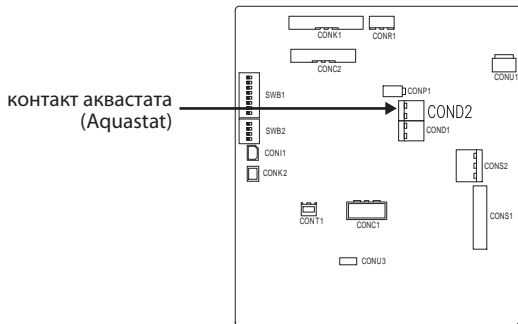 CONK1
CONR1
CONC2
CONU1
CONP1
SWB1
контакт аквастата
(Aquastat)
COND2
SWB2
COND1
CONI1
CONK2
CONS2
CONT1
CONC1
CONS1
CONU3